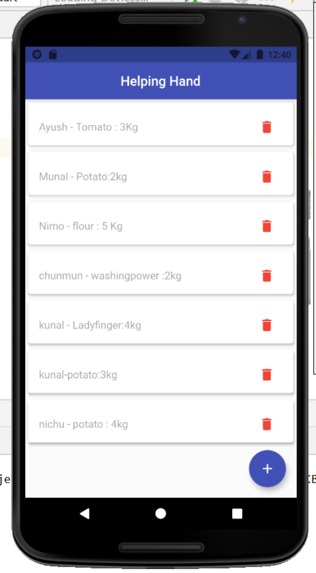 12:40
Helping Hand
Ayush - Tomato : 3Kg
Munal - Potato:2kg
Nimo - flour : 5 Kg
chunmun - washingpower :2kg
kunal - Ladyfinger:4kg
kunal-potato:3kg
nichu - potato : 4kg
+